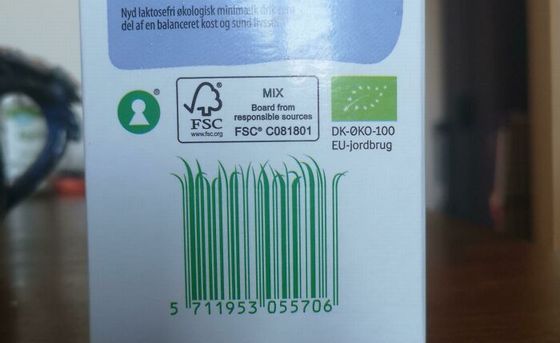 Nyd laktosefri økologisk minimælk
del af en balanceret kost og sund
®
MIX
Board from
responsible sources
FSC
www.fsc.org
FSC® C081801
DK-ØKO-100
EU-jordbrug
5 711953 055706